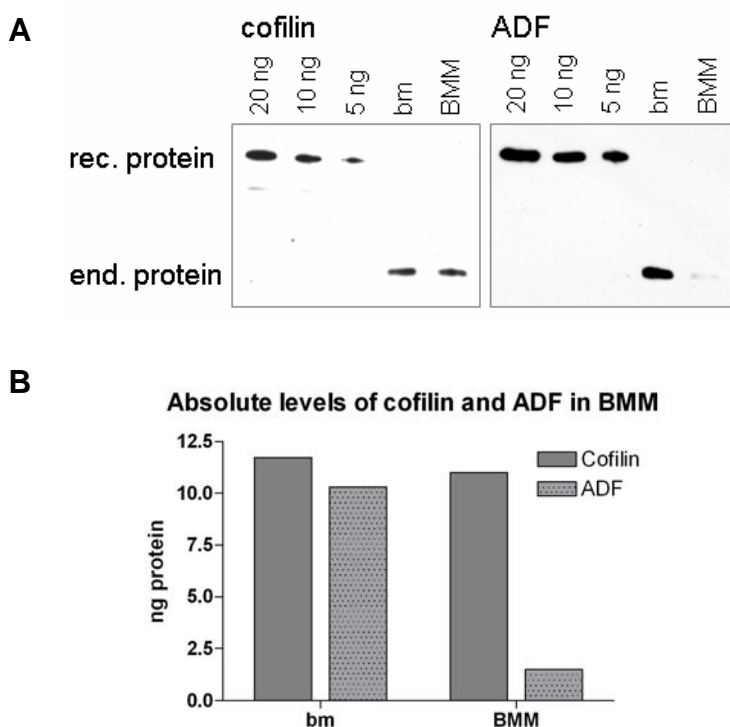 A
cofilin ADF
20 ng 10 ng 5 ng bm BMM 20 ng 10 ng 5 ng bm BMM
rec. protein
end. protein
B
Absolute levels of cofilin and ADF in BMM
12.5
10.0
7.5
5.0
2.5
0.0
ng protein
Cofilin
ADF
bm BMM